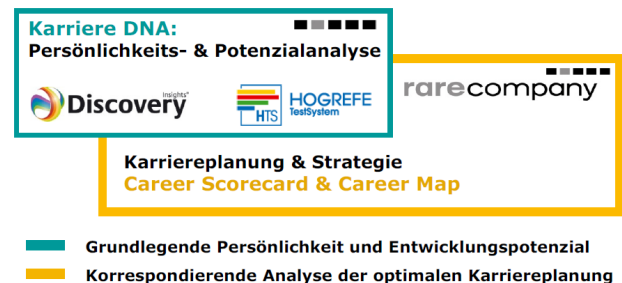 Karriere DNA:
Persönlichkeits- & Potenzialanalyse
Insights®
Discovery
HTS
HOGREFE
TestSystem
rarecompany
Karriereplanung & Strategie
Career Scorecard & Career Map
Grundlegende Persönlichkeit und Entwicklungspotenzial
Korrespondierende Analyse der optimalen Karriereplanung